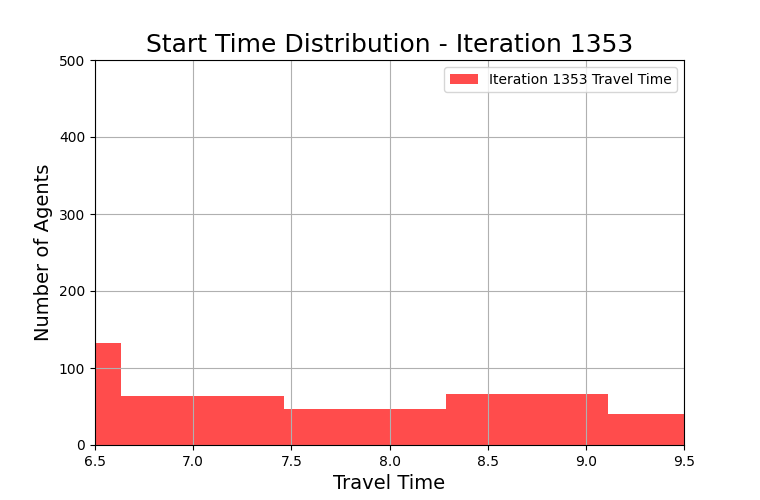 Start Time Distribution - Iteration 1353
Iteration 1353 Travel Time
Number of Agents
500
400
300
200
100
0
6.5 7.0 7.5 8.0 8.5 9.0 9.5
Travel Time